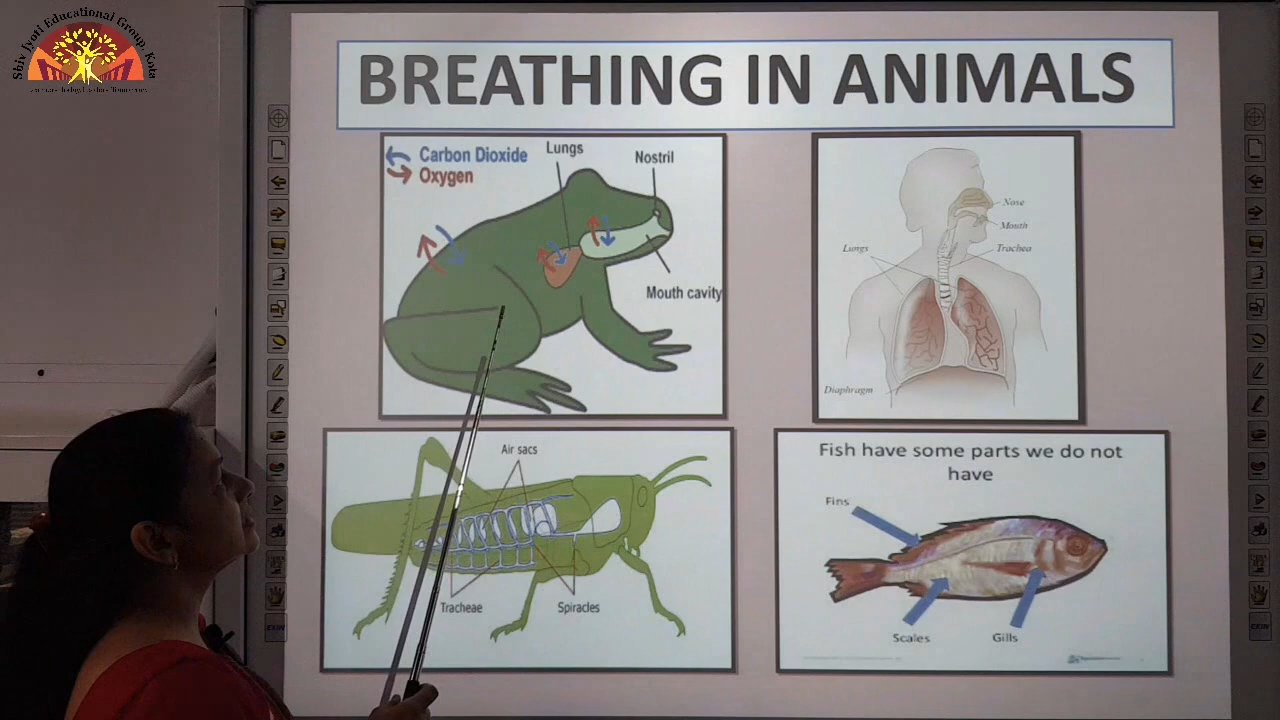 Shiv Jyoti Educational Group, Kota
BREATHING IN ANIMALS
Carbon Dioxide
Oxygen
Lungs
Nostril
Mouth cavity
Nose
Mouth
Trachea
Lungs
Diaphragm
Air sacs
Tracheae
Spiracles
Fish have some parts we do not
have
Fins
Scales
Gills